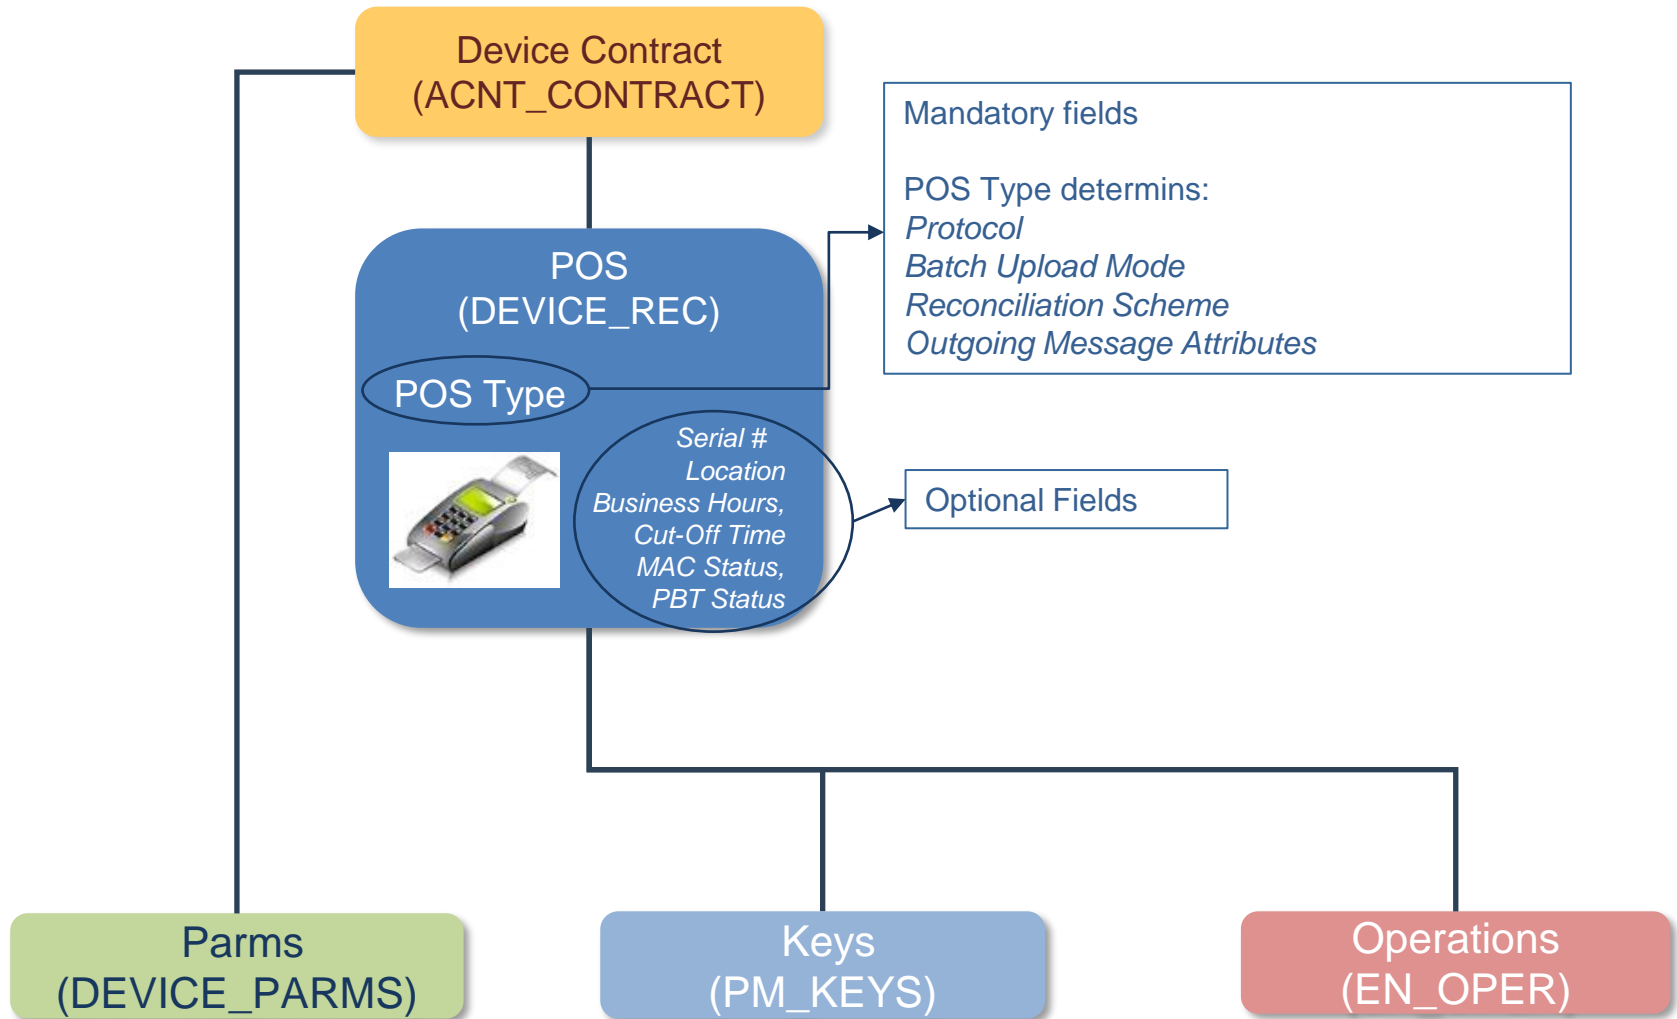 Device Contract
(ACNT_CONTRACT)
Mandatory fields
POS Type determins:
Protocol
Batch Upload Mode
Reconciliation Scheme
Outgoing Message Attributes
POS
(DEVICE_REC)
POS Type
Serial #
Location
Business Hours,
Cut-Off Time
MAC Status,
PBT Status
Optional Fields
Parms
(DEVICE_PARMS)
Keys
(PM_KEYS)
Operations
(EN_OPER)